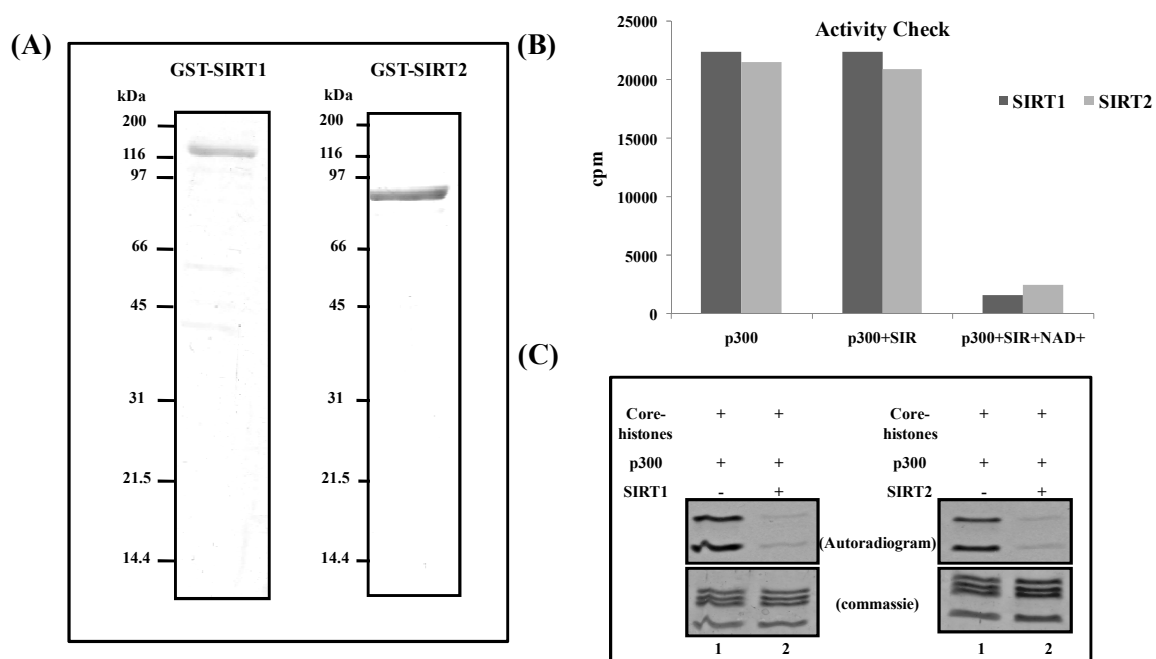 (A)
GST-SIRT1
GST-SIRT2
kDa
200
116
97
66
45
31
21.5
14.4
kDa
200
116
97
66
45
31
21.5
14.4
(B)
Activity Check
25000
20000
15000
10000
5000
0
cpm
SIRT1
SIRT2
p300
p300+SIR
p300+SIR+NAD+
(C)
Core-
histones
+ +
p300
+ +
SIRT1
- +
Core-
histones
+ +
p300
+ +
SIRT2
- +
(Autoradiogram)
(commassie)
1 2
1 2